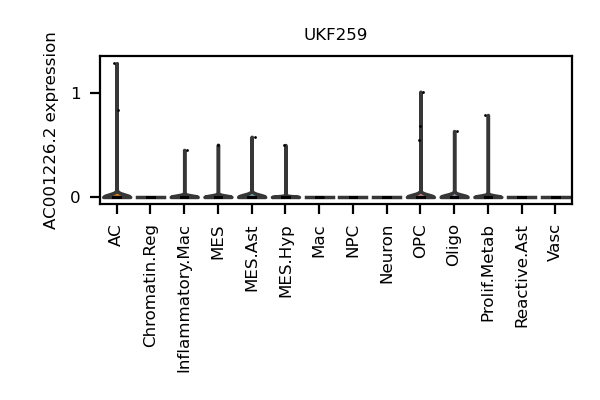 UKF259
AC001226.2 expression
1
0
AC
Chromatin.Reg
Inflammatory.Mac
MES
MES.Ast
MES.Hyp
Mac
NPC
Neuron
OPC
Oligo
Prolif.Metab
Reactive.Ast
Vasc